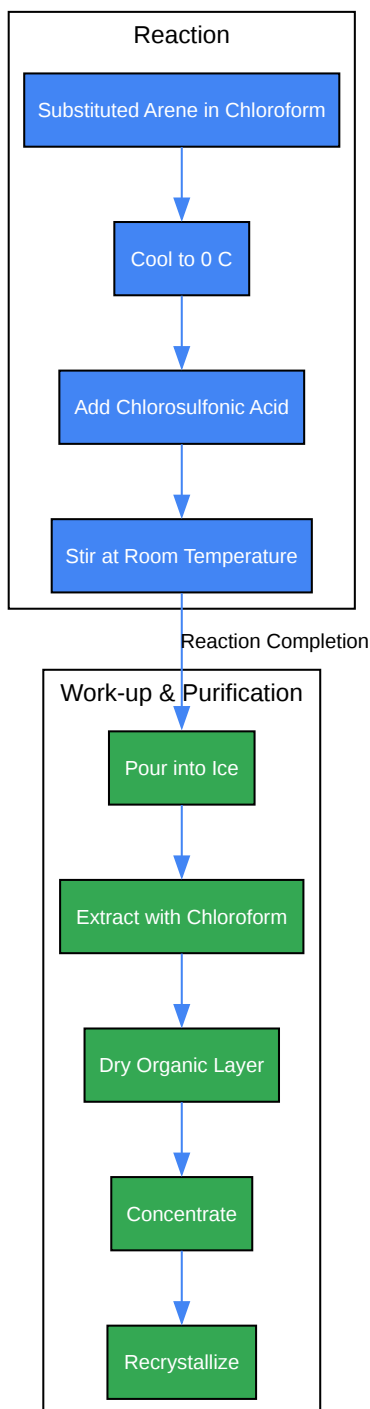 Reaction
Substituted Arene in Chloroform
Cool to 0 C
Add Chlorosulfonic Acid
Stir at Room Temperature
Reaction Completion
Work-up & Purification
Pour into Ice
Extract with Chloroform
Dry Organic Layer
Concentrate
Recrystallize